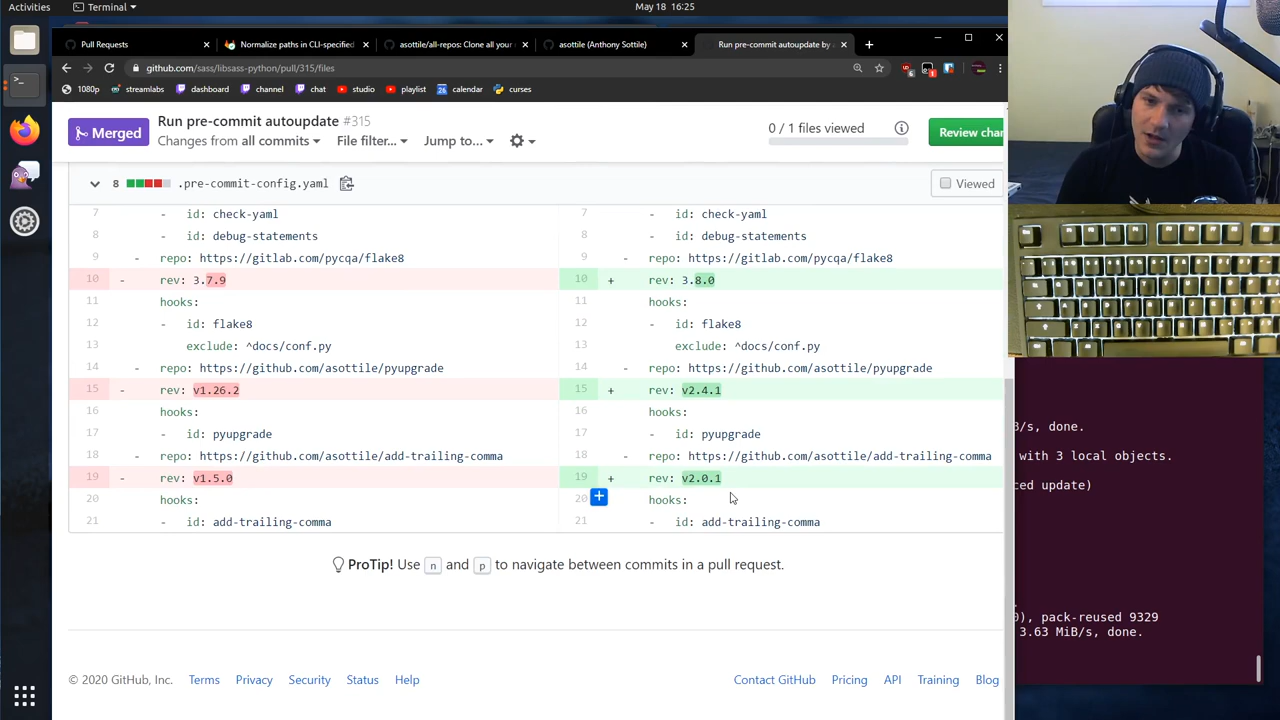 Activities
Terminal
May 18 16:25
Pull Requests
Normalize paths in CLI-specified
asottile/all-repos: Clone all your
asottile (Anthony Sottile)
Run pre-commit autoupdate by
github.com/sass/libsass-python/pull/315/files
1080p
streamlabs
dashboard
channel
chat
studio
playlist
calendar
curses
Merged
Run pre-commit autoupdate #315
Changes from all commits
File filter...
Jump to...
0 / 1 files viewed
Review chan
8 .pre-commit-config.yaml
Viewed
7 - id: check-yaml 7 - id: check-yaml
8 - id: debug-statements 8 - id: debug-statements
9 - repo: https://gitlab.com/pycqa/flake8 9 - repo: https://gitlab.com/pycqa/flake8
10 - rev: 3.7.9 10 + rev: 3.8.0
11 hooks: 11 hooks:
12 - id: flake8 12 - id: flake8
13 exclude: ^docs/conf.py 13 exclude: ^docs/conf.py
14 - repo: https://github.com/asottile/pyupgrade 14 - repo: https://github.com/asottile/pyupgrade
15 - rev: v1.26.2 15 + rev: v2.4.1
16 hooks: 16 hooks:
17 - id: pyupgrade 17 - id: pyupgrade
18 - repo: https://github.com/asottile/add-trailing-comma 18 - repo: https://github.com/asottile/add-trailing-comma
19 - rev: v1.5.0 19 + rev: v2.0.1
20 hooks: 20 hooks:
21 - id: add-trailing-comma 21 - id: add-trailing-comma
ProTip! Use n and p to navigate between commits in a pull request.
© 2020 GitHub, Inc. Terms Privacy Security Status Help
Contact GitHub Pricing API Training Blog
B/s, done.
with 3 local objects.
ced update)
0), pack-reused 9329
3.63 MiB/s, done.